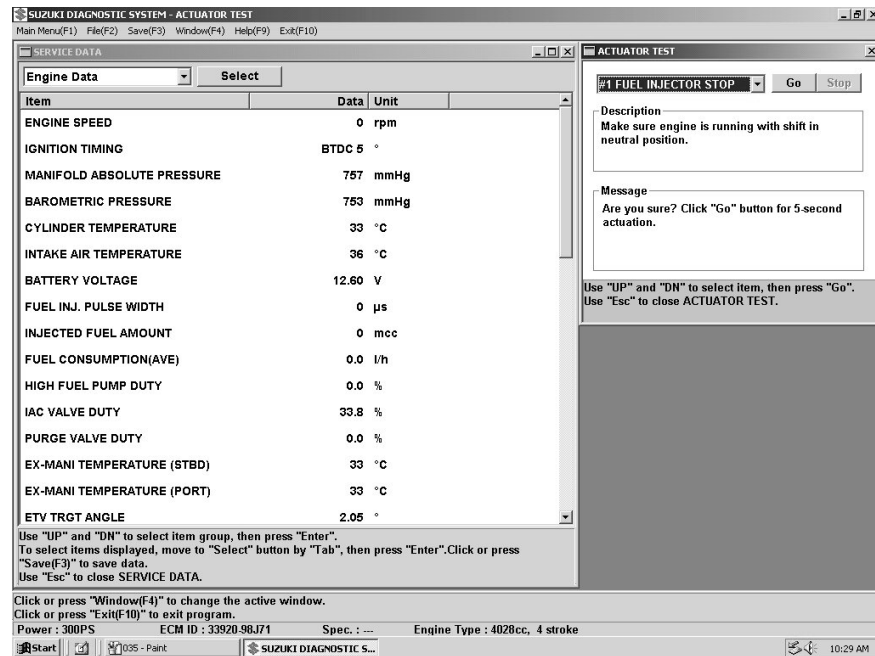 SUZUKI DIAGNOSTIC SYSTEM - ACTUATOR TEST
Main Menu(F1) File(F2) Save(F3) Window(F4) Help(F9) Exit(F10)
SERVICE DATA
Engine Data Select
Item Data Unit
ENGINE SPEED 0 rpm
IGNITION TIMING BTDC 5 °
MANIFOLD ABSOLUTE PRESSURE 757 mmHg
BAROMETRIC PRESSURE 753 mmHg
CYLINDER TEMPERATURE 33 °C
INTAKE AIR TEMPERATURE 36 °C
BATTERY VOLTAGE 12.60 V
FUEL INJ. PULSE WIDTH 0 µs
INJECTED FUEL AMOUNT 0 mcc
FUEL CONSUMPTION(AVE) 0.0 l/h
HIGH FUEL PUMP DUTY 0.0 %
IAC VALVE DUTY 33.8 %
PURGE VALVE DUTY 0.0 %
EX-MANI TEMPERATURE (STBD) 33 °C
EX-MANI TEMPERATURE (PORT) 33 °C
ETV TRGT ANGLE 2.05 °
Use "UP" and "DN" to select item group, then press "Enter".
To select items displayed, move to "Select" button by "Tab", then press "Enter".Click or press
"Save(F3)" to save data.
Use "Esc" to close SERVICE DATA.
ACTUATOR TEST
#1 FUEL INJECTOR STOP Go Stop
Description
Make sure engine is running with shift in
neutral position.
Message
Are you sure? Click "Go" button for 5-second
actuation.
Use "UP" and "DN" to select item, then press "Go".
Use "Esc" to close ACTUATOR TEST.
Click or press "Window(F4)" to change the active window.
Click or press "Exit(F10)" to exit program.
Power : 300PS ECM ID : 33920-98J71 Spec. : --- Engine Type : 4028cc, 4 stroke
Start 035 - Paint SUZUKI DIAGNOSTIC S... 10:29 AM